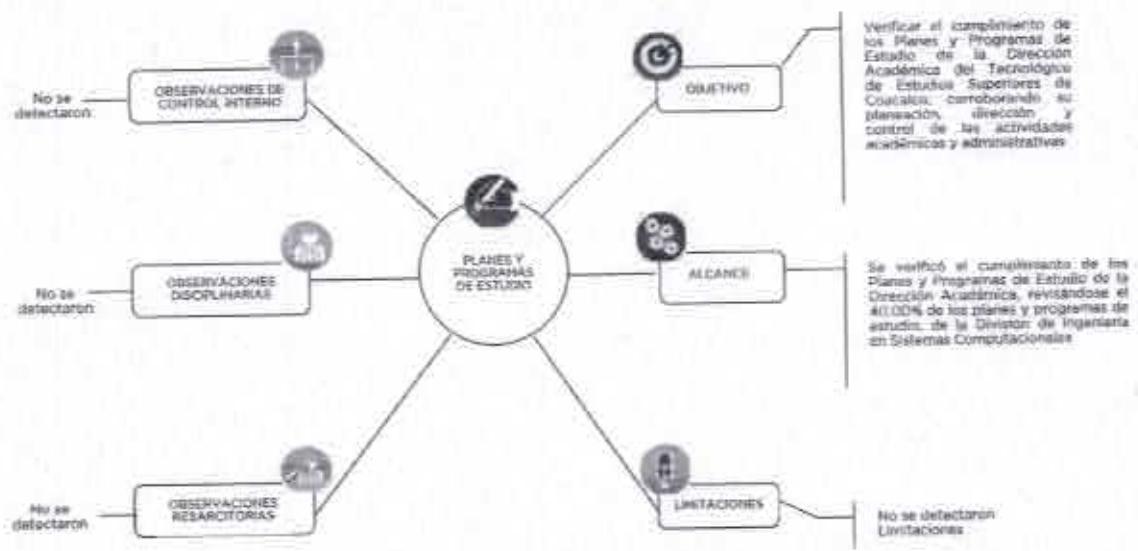 No se
detectaron
OBSERVACIONES DE
CONTROL INTERNO
OBJETIVO
Verificar el cumplimiento de
los Planes y Programas de
Estudio de la Dirección
Académica del Tecnológico
de Estudios Superiores de
Coacalco, corroborando su
planeación, dirección y
control de las actividades
académicas y administrativas
PLANES Y
PROGRAMAS
DE ESTUDIO
No se
detectaron
OBSERVACIONES
DISCIPLINARIAS
ALCANCE
Se verificó el cumplimiento de los
Planes y Programas de Estudio de la
Dirección Académica, revisándose el
40.00% de los planes y programas de
estudio, de la División de Ingeniería
en Sistemas Computacionales
No se
detectaron
OBSERVACIONES
RESARCITORIAS
LIMITACIONES
No se detectaron
Limitaciones